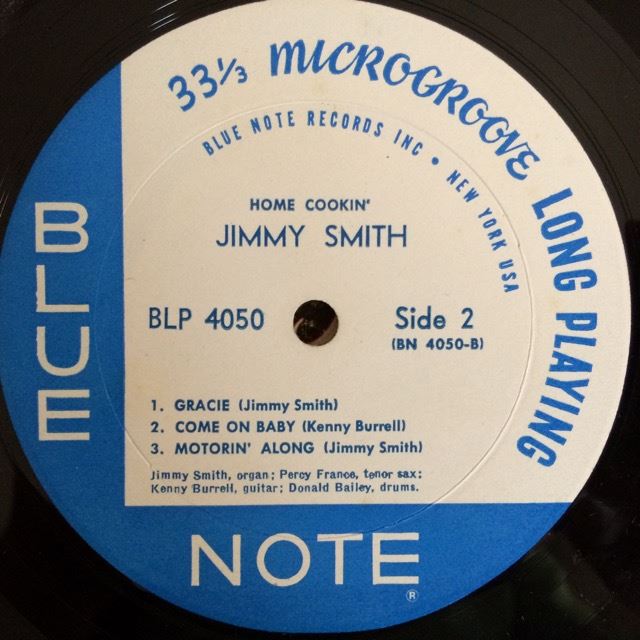 33⅓ MICROGROOVE LONG PLAYING
BLUE NOTE RECORDS INC • NEW YORK USA
HOME COOKIN'
JIMMY SMITH
BLP 4050
Side 2
(BN 4050-B)
1. GRACIE (Jimmy Smith)
2. COME ON BABY (Kenny Burrell)
3. MOTORIN' ALONG (Jimmy Smith)
Jimmy Smith, organ; Percy France, tenor sax;
Kenny Burrell, guitar; Donald Bailey, drums.
BLUE
NOTE
®